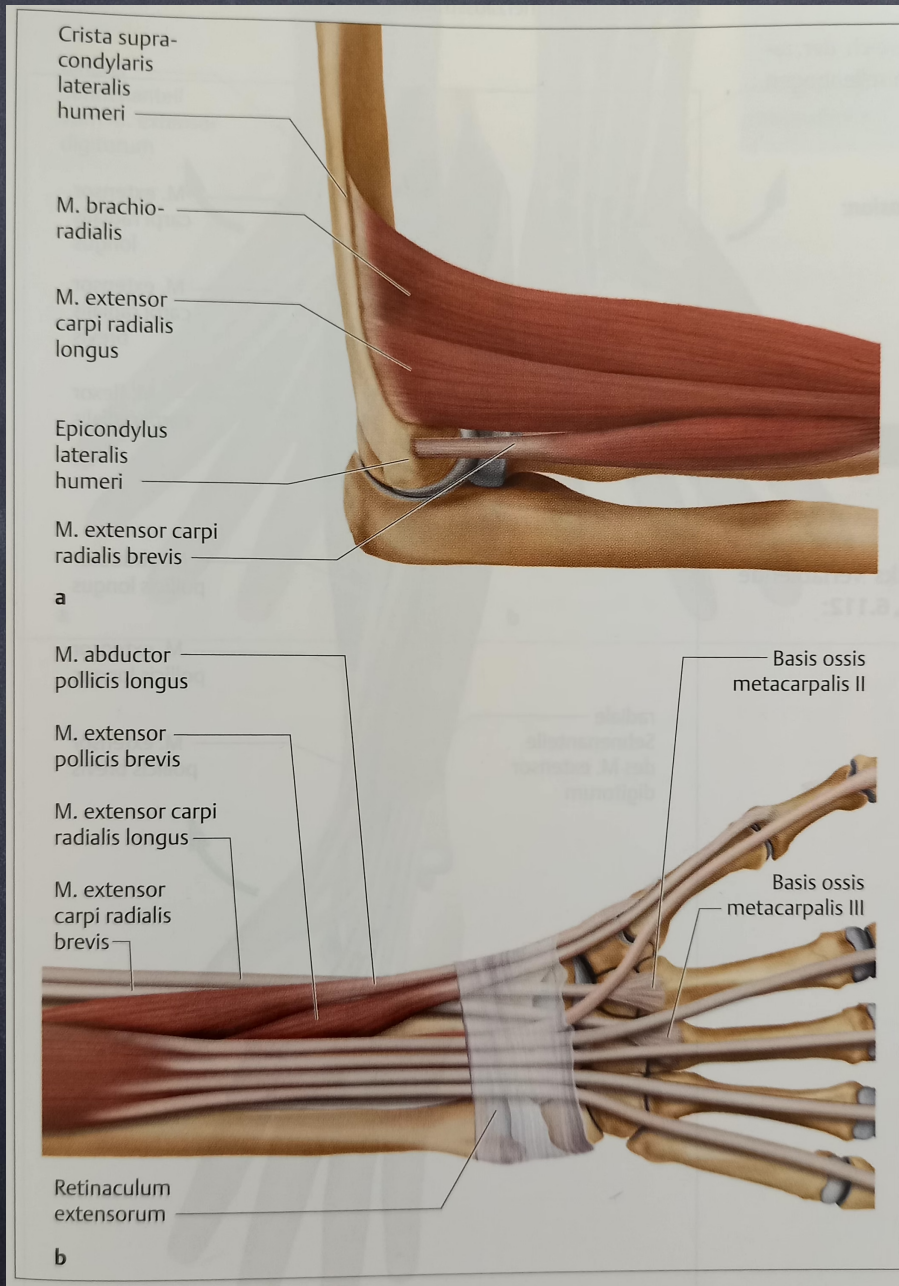 Crista supra-
condylaris
lateralis
humeri
M. brachio-
radialis
M. extensor
carpi radialis
longus
Epicondylus
lateralis
humeri
M. extensor carpi
radialis brevis
a
M. abductor
pollicis longus
M. extensor
pollicis brevis
M. extensor carpi
radialis longus
M. extensor
carpi radialis
brevis
Basis ossis
metacarpalis II
Basis ossis
metacarpalis III
Retinaculum
extensorum
b